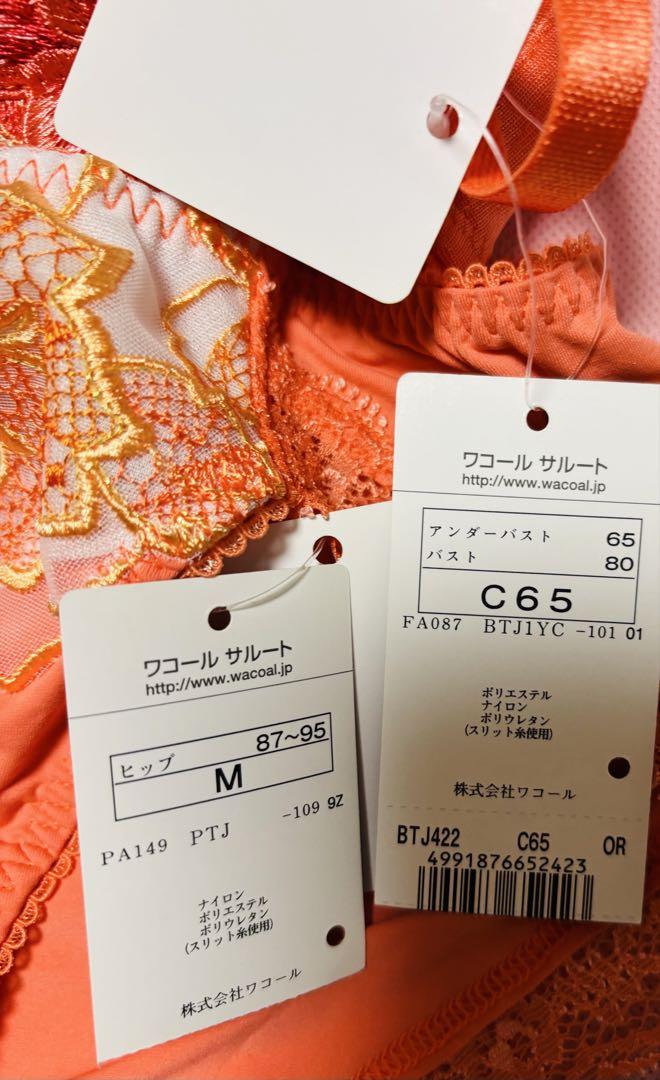 ワコール サルート
http://www.wacoal.jp
アンダーバスト 65
バスト 80
C65
FA087 BTJ1YC -101 01
ポリエステル
ナイロン
ポリウレタン
(スリット糸使用)
株式会社ワコール
BTJ422 C65 OR
4991876652423
ワコール サルート
http://www.wacoal.jp
ヒップ 87~95
M
PA149 PTJ -109 9Z
ナイロン
ポリエステル
ポリウレタン
(スリット糸使用)
株式会社ワコール